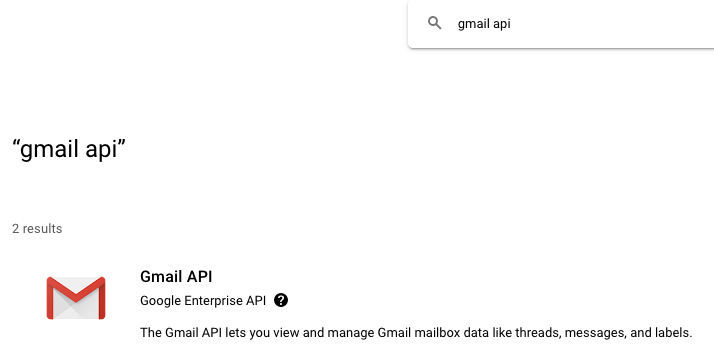 gmail api
“gmail api”
2 results
Gmail API
Google Enterprise API ?
The Gmail API lets you view and manage Gmail mailbox data like threads, messages, and labels.